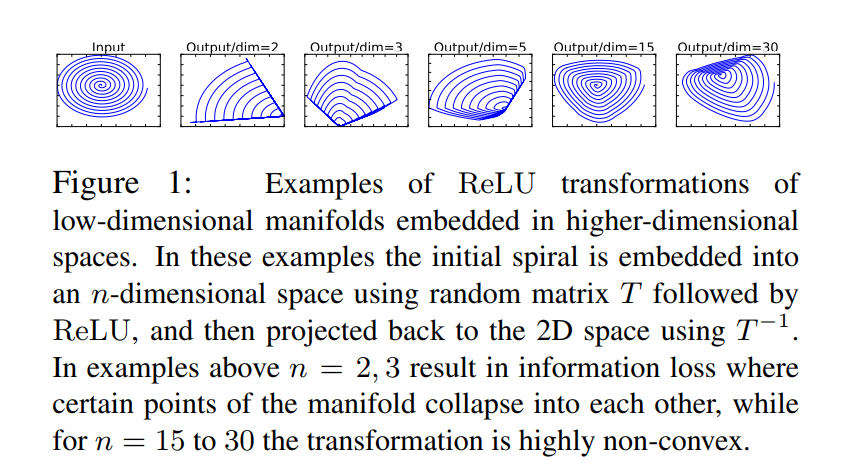 Input Output/dim=2 Output/dim=3 Output/dim=5 Output/dim=15 Output/dim=30
Figure 1: Examples of ReLU transformations of
low-dimensional manifolds embedded in higher-dimensional
spaces. In these examples the initial spiral is embedded into
an n-dimensional space using random matrix T followed by
ReLU, and then projected back to the 2D space using T⁻¹.
In examples above n = 2, 3 result in information loss where
certain points of the manifold collapse into each other, while
for n = 15 to 30 the transformation is highly non-convex.